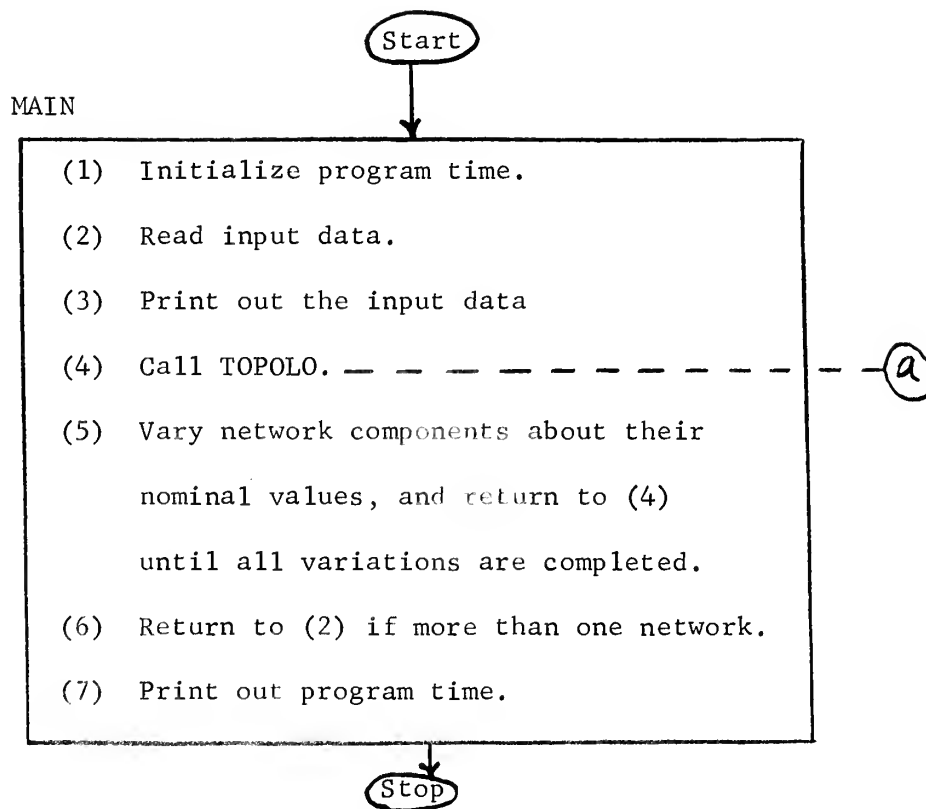 Start
MAIN
(1) Initialize program time.
(2) Read input data.
(3) Print out the input data
(4) Call TOPOLO. — — — — — — — — — — — a
(5) Vary network components about their
nominal values, and return to (4)
until all variations are completed.
(6) Return to (2) if more than one network.
(7) Print out program time.
Stop